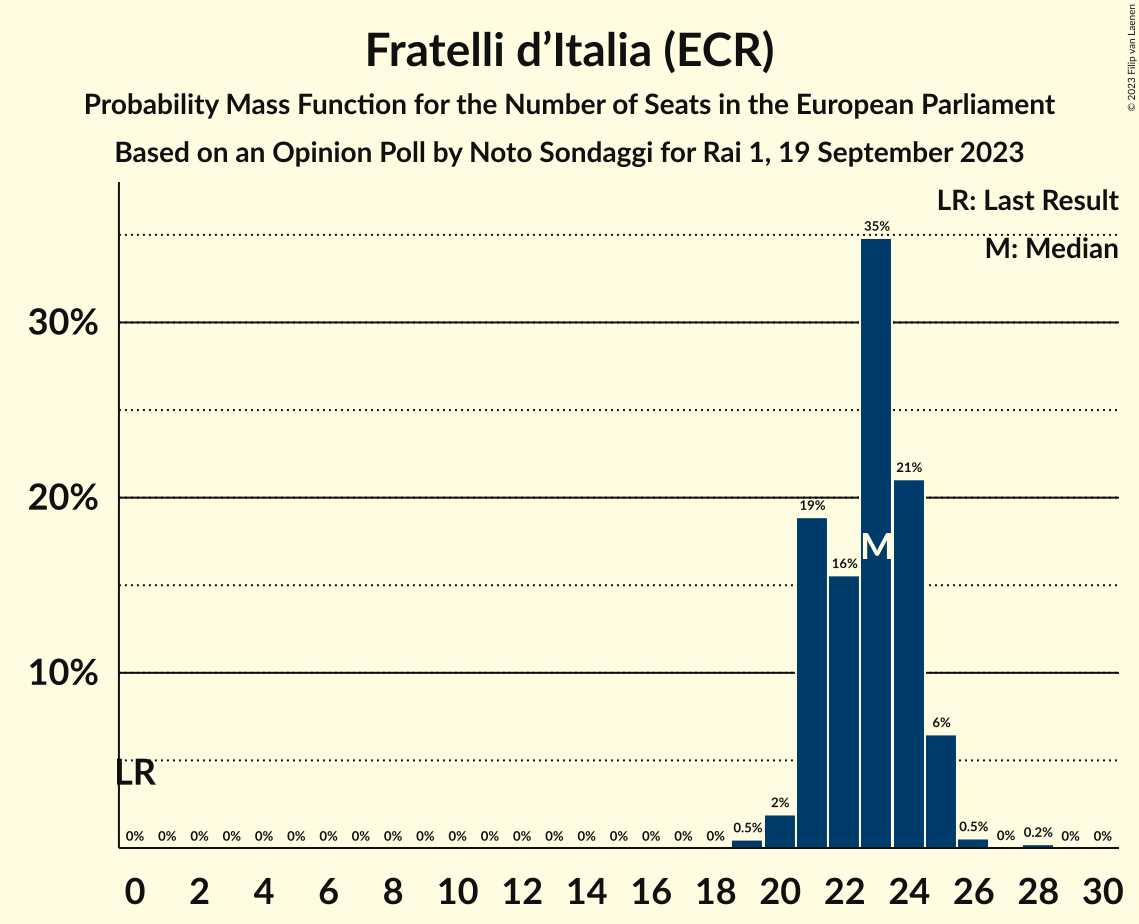 Fratelli d’Italia (ECR)
Probability Mass Function for the Number of Seats in the European Parliament
Based on an Opinion Poll by Noto Sondaggi for Rai 1, 19 September 2023
© 2023 Filip van Laenen
LR: Last Result
M: Median
35%
30%
21%
20%
19%
M
16%
10%
6%
LR
2%
0% 0% 0% 0% 0% 0% 0% 0% 0% 0% 0% 0% 0% 0% 0% 0% 0% 0% 0% 0.5% 0.5% 0% 0.2% 0% 0%
0 2 4 6 8 10 12 14 16 18 20 22 24 26 28 30